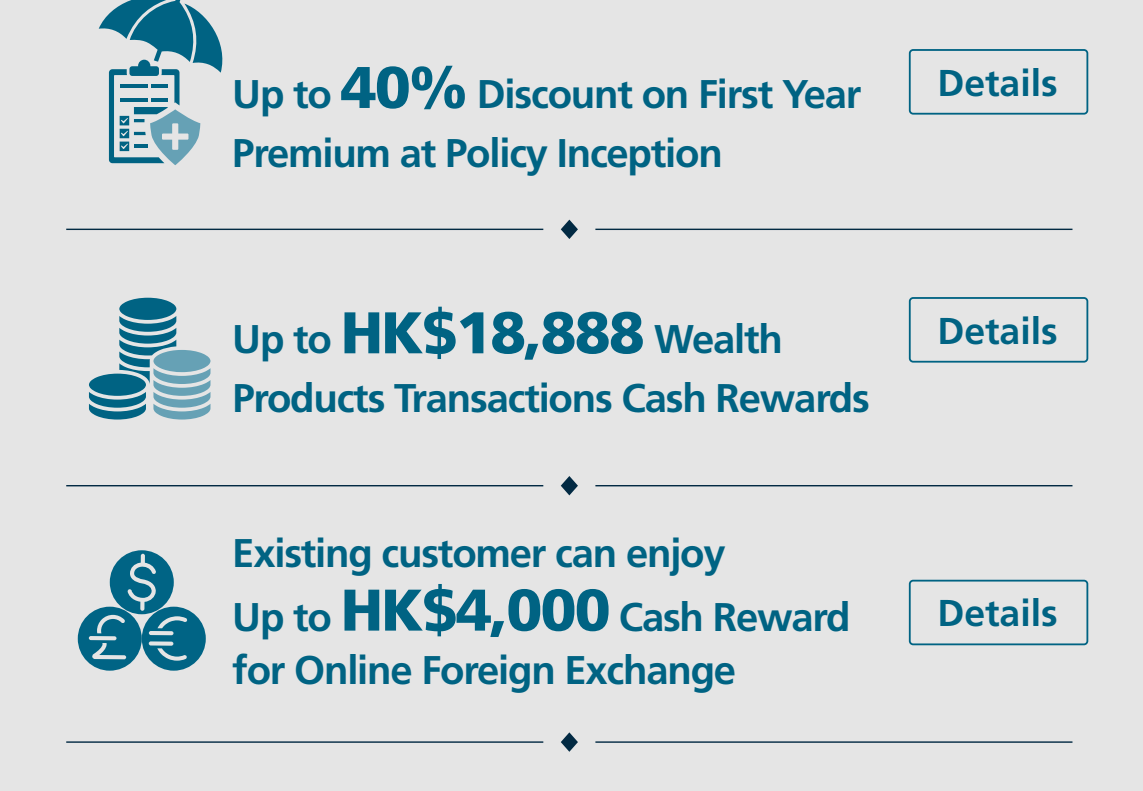 Up to 40% Discount on First Year
Premium at Policy Inception
Details
Up to HK$18,888 Wealth
Products Transactions Cash Rewards
Details
Existing customer can enjoy
Up to HK$4,000 Cash Reward
for Online Foreign Exchange
Details